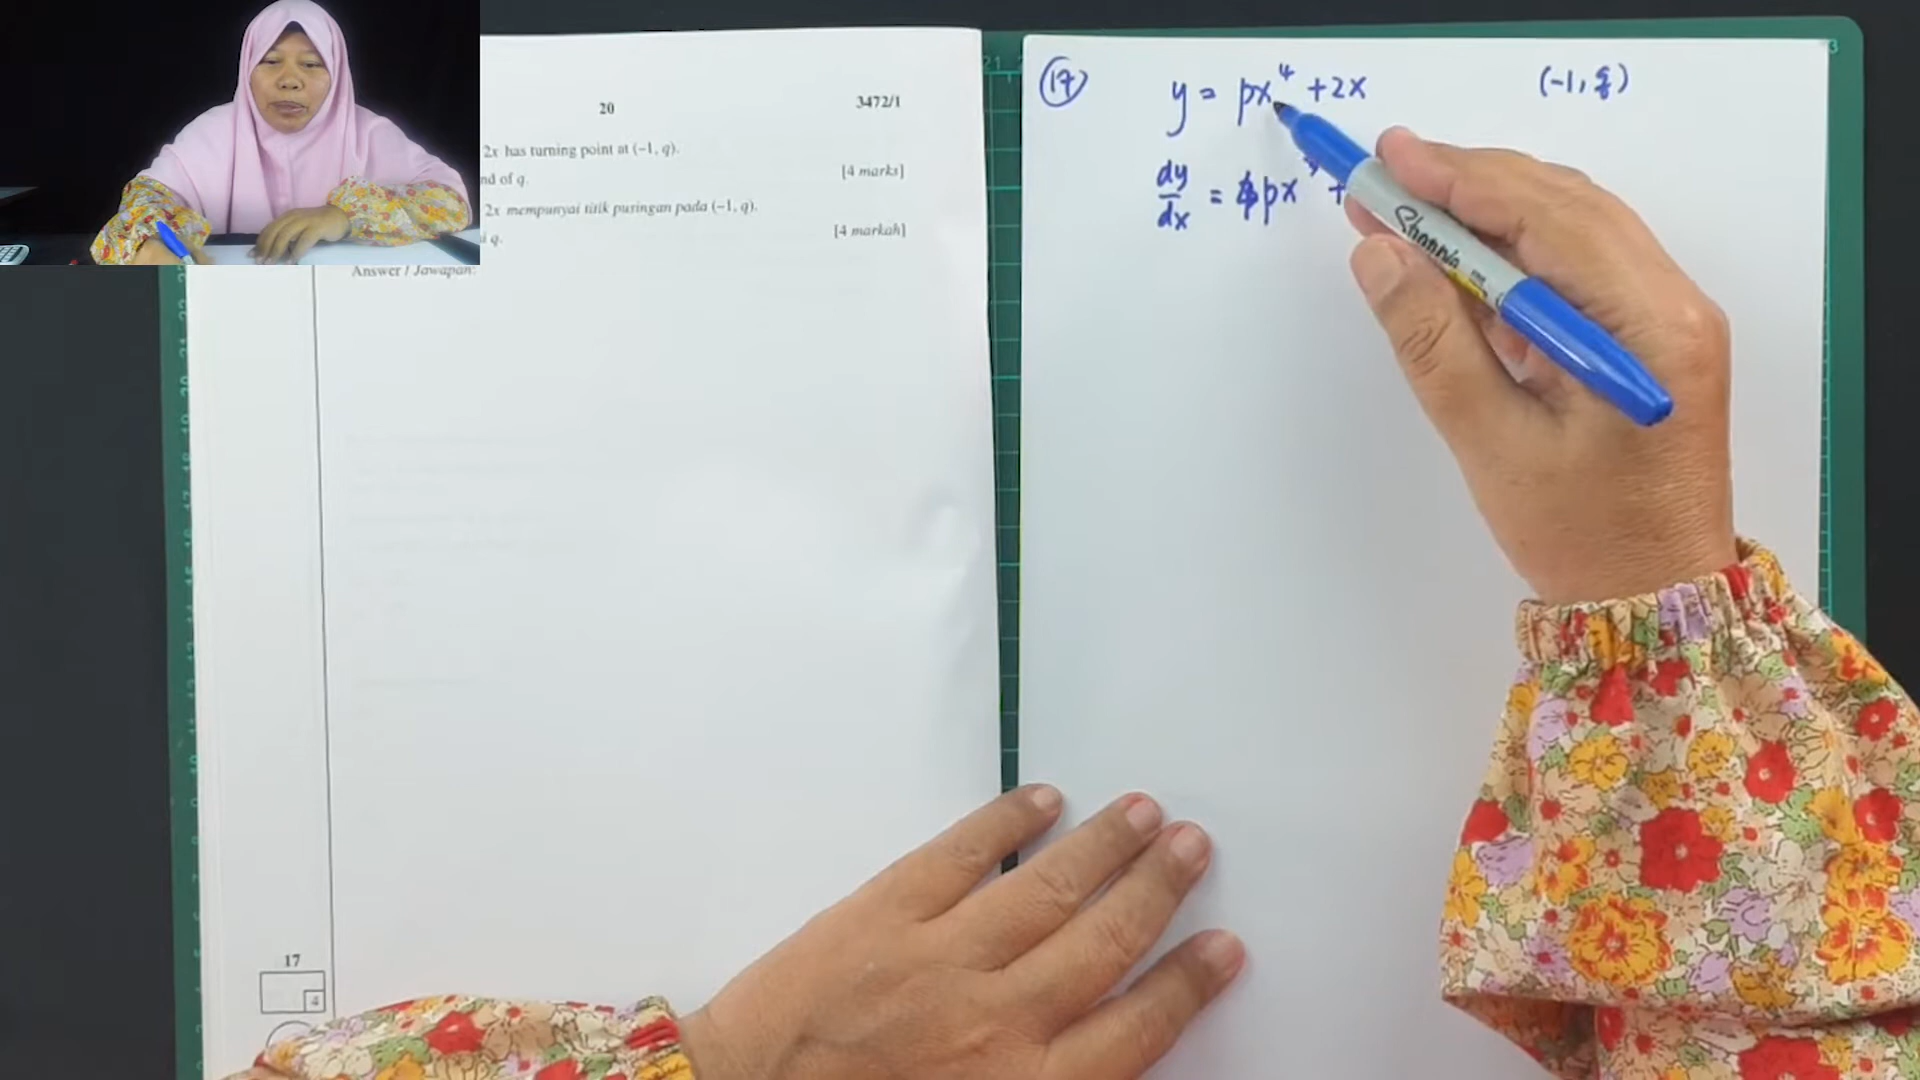 20 3472/1
2x has turning point at (−1, q).
nd of q. [4 marks]
2x mempunyai titik pusingan pada (−1, q).
i q. [4 markah]
Answer / Jawapan:
17
4
17 y = px⁴ + 2x (-1, q)
dy/dx = 4px³ +
Sharpie